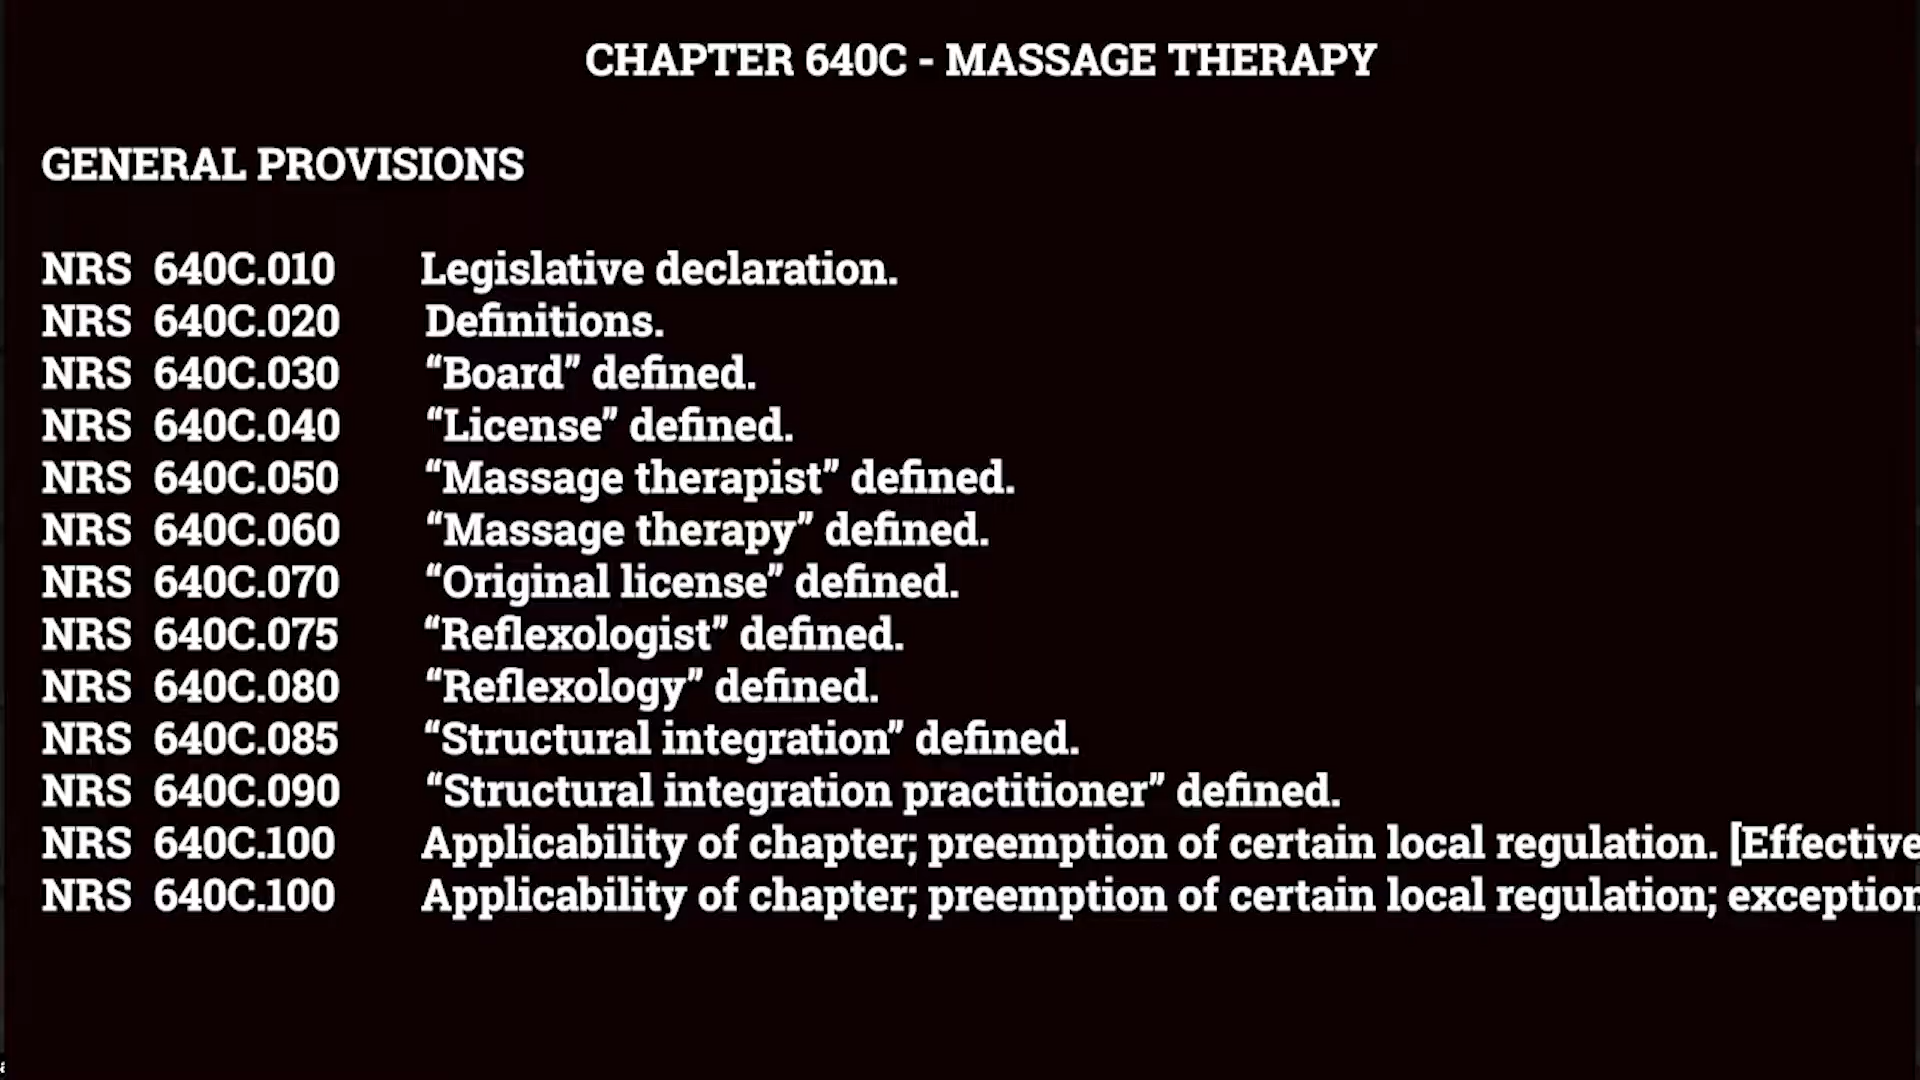 CHAPTER 640C - MASSAGE THERAPY
GENERAL PROVISIONS
NRS 640C.010 Legislative declaration.
NRS 640C.020 Definitions.
NRS 640C.030 “Board” defined.
NRS 640C.040 “License” defined.
NRS 640C.050 “Massage therapist” defined.
NRS 640C.060 “Massage therapy” defined.
NRS 640C.070 “Original license” defined.
NRS 640C.075 “Reflexologist” defined.
NRS 640C.080 “Reflexology” defined.
NRS 640C.085 “Structural integration” defined.
NRS 640C.090 “Structural integration practitioner” defined.
NRS 640C.100 Applicability of chapter; preemption of certain local regulation. [Effective
NRS 640C.100 Applicability of chapter; preemption of certain local regulation; exception